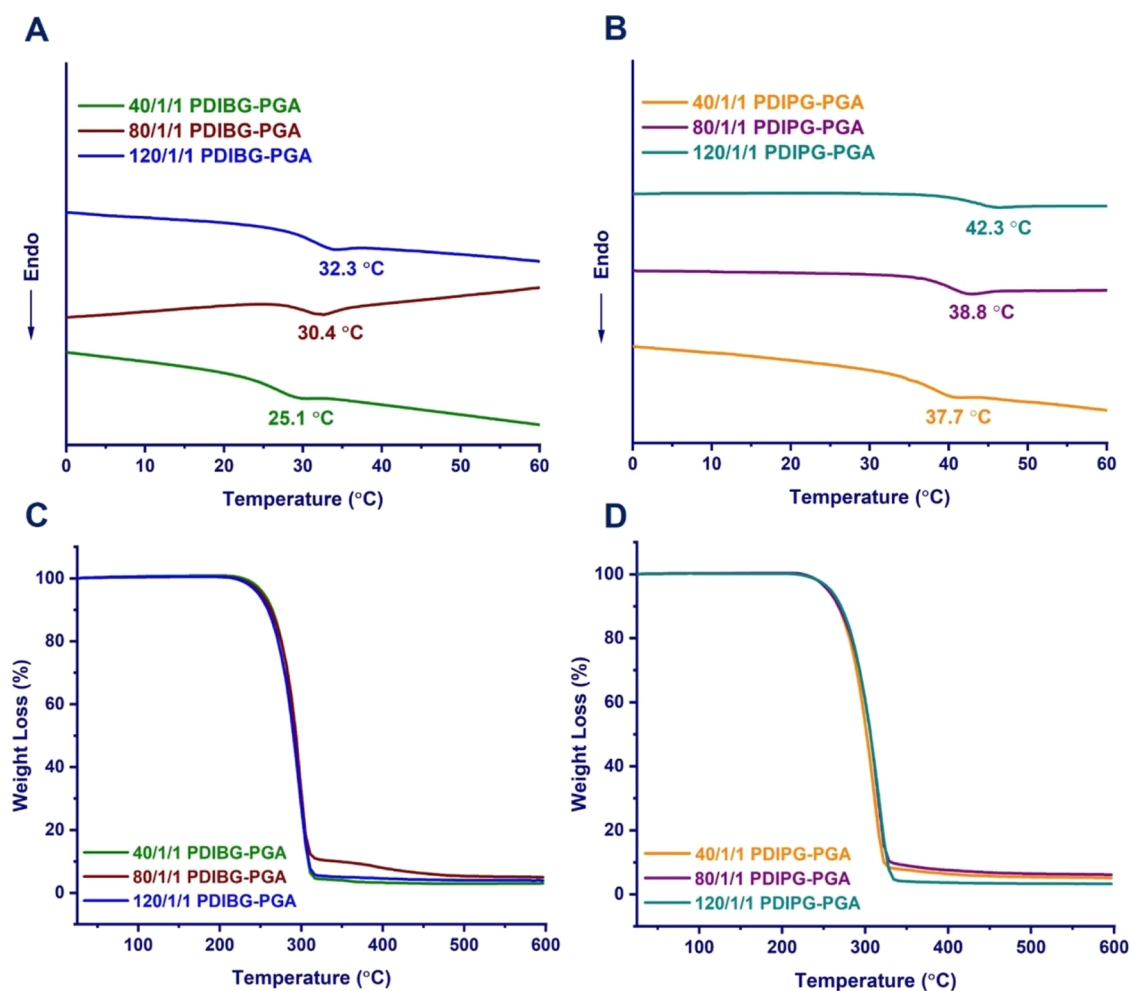 A
40/1/1 PDIBG-PGA
80/1/1 PDIBG-PGA
120/1/1 PDIBG-PGA
Endo
32.3 °C
30.4 °C
25.1 °C
0 10 20 30 40 50 60
Temperature (°C)
B
40/1/1 PDIPG-PGA
80/1/1 PDIPG-PGA
120/1/1 PDIPG-PGA
Endo
42.3 °C
38.8 °C
37.7 °C
0 10 20 30 40 50 60
Temperature (°C)
C
Weight Loss (%)
100
80
60
40
20
0
40/1/1 PDIBG-PGA
80/1/1 PDIBG-PGA
120/1/1 PDIBG-PGA
100 200 300 400 500 600
Temperature (°C)
D
Weight Loss (%)
100
80
60
40
20
0
40/1/1 PDIPG-PGA
80/1/1 PDIPG-PGA
120/1/1 PDIPG-PGA
100 200 300 400 500 600
Temperature (°C)